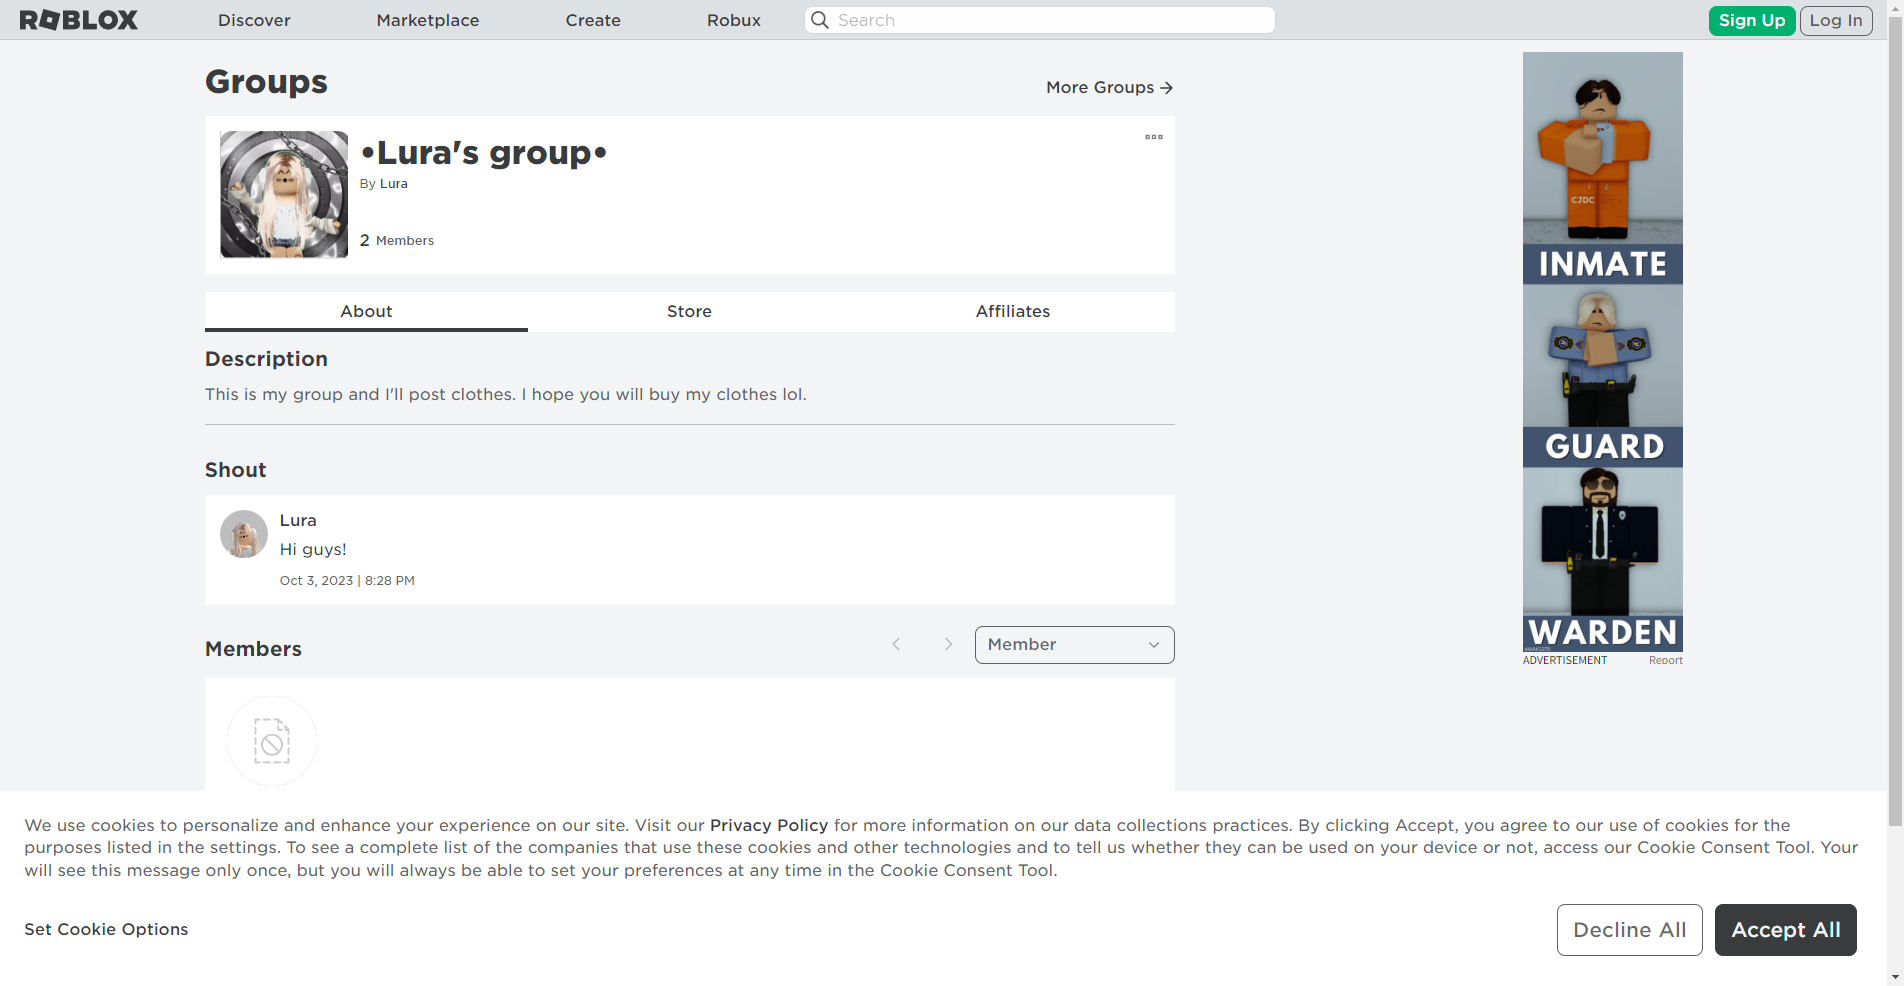 ROBLOX
Discover
Marketplace
Create
Robux
Search
Sign Up
Log In
Groups
More Groups
•Lura's group•
By Lura
2 Members
About
Store
Affiliates
Description
This is my group and I'll post clothes. I hope you will buy my clothes lol.
Shout
Lura
Hi guys!
Oct 3, 2023 | 8:28 PM
Members
Member
CJDC
INMATE
GUARD
WARDEN
ADVERTISEMENT
Report
We use cookies to personalize and enhance your experience on our site. Visit our Privacy Policy for more information on our data collections practices. By clicking Accept, you agree to our use of cookies for the
purposes listed in the settings. To see a complete list of the companies that use these cookies and other technologies and to tell us whether they can be used on your device or not, access our Cookie Consent Tool. Your
will see this message only once, but you will always be able to set your preferences at any time in the Cookie Consent Tool.
Set Cookie Options
Decline All
Accept All